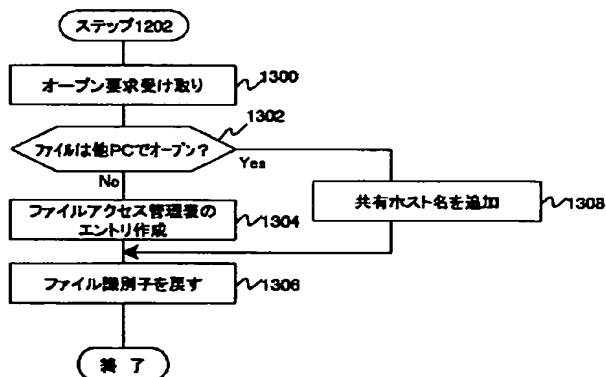 ステップ1202
オープン要求受け取り
1300
1302
ファイルは他PCでオープン?
Yes
No
ファイルアクセス管理表の
エントリ作成
1304
共有ホスト名を追加
1308
ファイル識別子を戻す
1306
終了